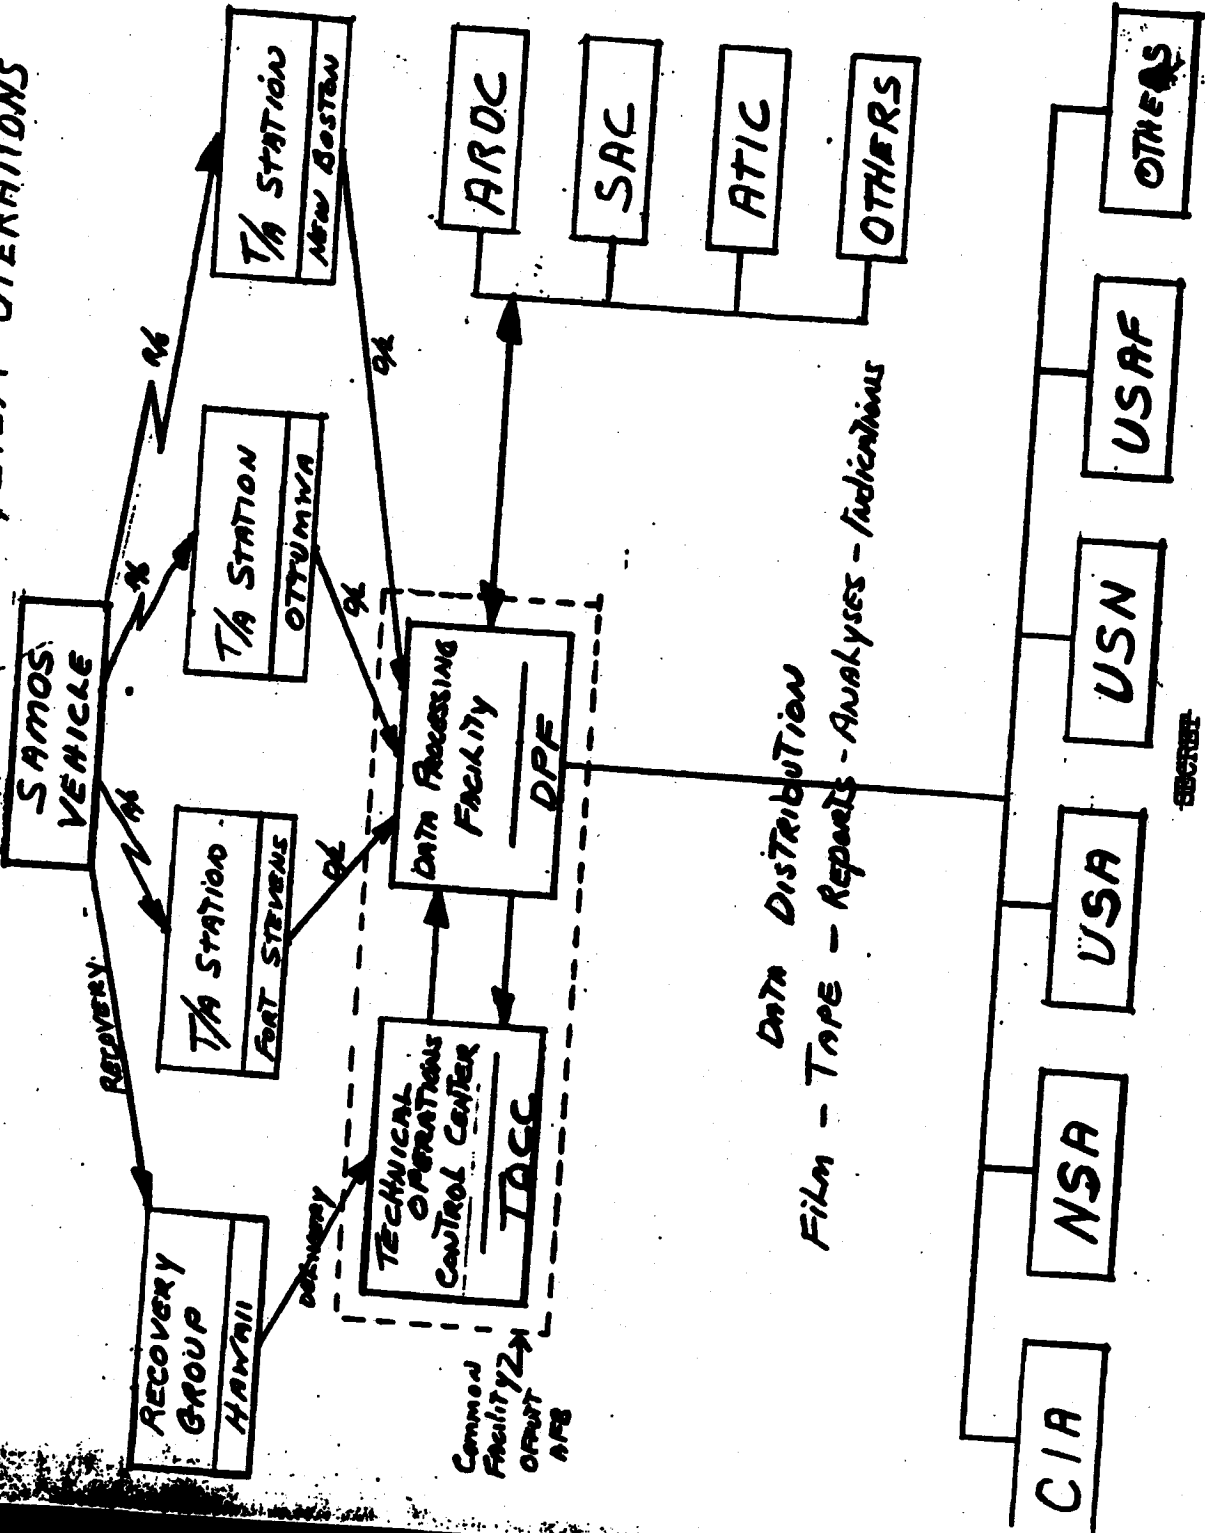 OPERATIONS
SAMOS
VEHICLE
RECOVERY
R/O
R/O
R/O
RECOVERY
GROUP
HAWAII
T/A STATION
FORT STEVENS
T/A STATION
OTTUMWA
T/A STATION
NEW BOSTON
DELIVERY
O/L
O/L
O/L
Common
Facility
OFFUTT
AFB
TECHNICAL
OPERATIONS
CONTROL CENTER
TOCC
DATA PROCESSING
FACILITY
DPF
ARDC
SAC
ATIC
OTHERS
DATA DISTRIBUTION
FILM - TAPE - REPORTS - ANALYSES - INDICATIONS
CIA
NSA
USA
USN
USAF
OTHERS
SECRET